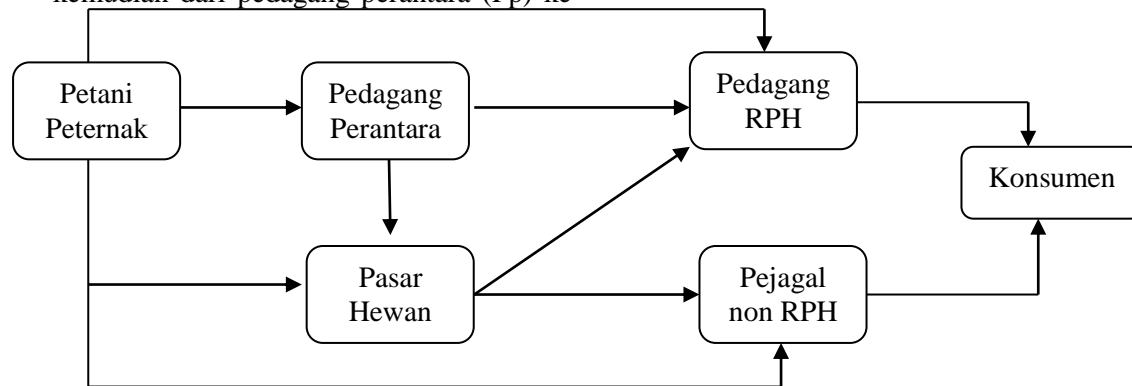 kemudian dari pedagang perantara (Pp) ke
Petani
Peternak
Pedagang
Perantara
Pedagang
RPH
Konsumen
Pasar
Hewan
Pejagal
non RPH